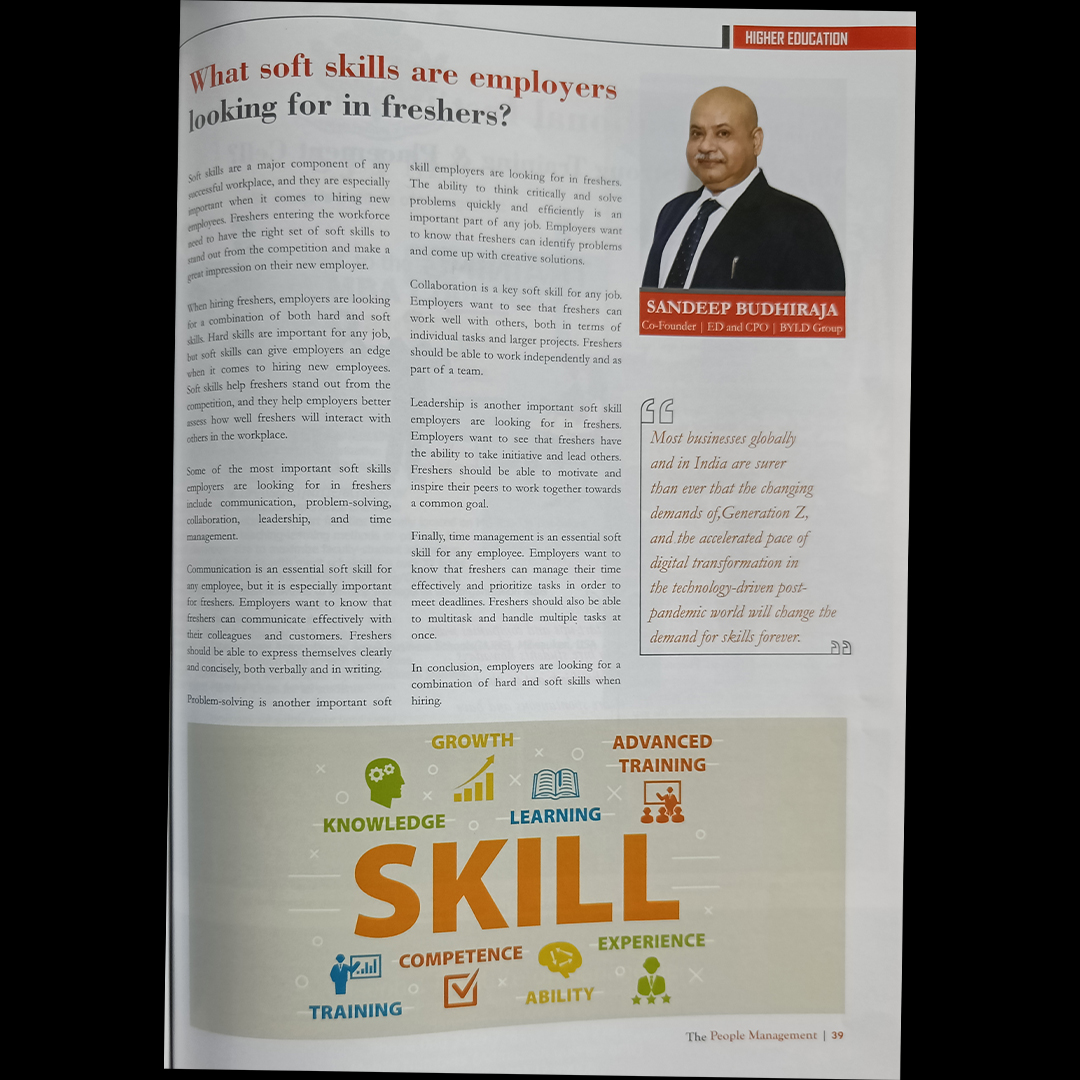 HIGHER EDUCATION
What soft skills are employers
looking for in freshers?
Soft skills are a major component of any
successful workplace, and they are especially
important when it comes to hiring new
employees. Freshers entering the workforce
need to have the right set of soft skills to
stand out from the competition and make a
great impression on their new employer.
When hiring freshers, employers are looking
for a combination of both hard and soft
skills. Hard skills are important for any job,
but soft skills can give employers an edge
when it comes to hiring new employees.
Soft skills help freshers stand out from the
competition, and they help employers better
assess how well freshers will interact with
others in the workplace.
Some of the most important soft skills
employers are looking for in freshers
include communication, problem-solving,
collaboration, leadership, and time
management.
Communication is an essential soft skill for
any employee, but it is especially important
for freshers. Employers want to know that
freshers can communicate effectively with
their colleagues and customers. Freshers
should be able to express themselves clearly
and concisely, both verbally and in writing.
Problem-solving is another important soft
skill employers are looking for in freshers.
The ability to think critically and solve
problems quickly and efficiently is an
important part of any job. Employers want
to know that freshers can identify problems
and come up with creative solutions.
Collaboration is a key soft skill for any job.
Employers want to see that freshers can
work well with others, both in terms of
individual tasks and larger projects. Freshers
should be able to work independently and as
part of a team.
Leadership is another important soft skill
employers are looking for in freshers.
Employers want to see that freshers have
the ability to take initiative and lead others.
Freshers should be able to motivate and
inspire their peers to work together towards
a common goal.
Finally, time management is an essential soft
skill for any employee. Employers want to
know that freshers can manage their time
effectively and prioritize tasks in order to
meet deadlines. Freshers should also be able
to multitask and handle multiple tasks at
once.
In conclusion, employers are looking for a
combination of hard and soft skills when
hiring.
SANDEEP BUDHIRAJA
Co-Founder | ED and CPO | BYLD Group
Most businesses globally
and in India are surer
than ever that the changing
demands of,Generation Z,
and the accelerated pace of
digital transformation in
the technology-driven post-
pandemic world will change the
demand for skills forever.
GROWTH
ADVANCED
TRAINING
KNOWLEDGE
LEARNING
SKILL
COMPETENCE
EXPERIENCE
TRAINING
ABILITY
The People Management | 39